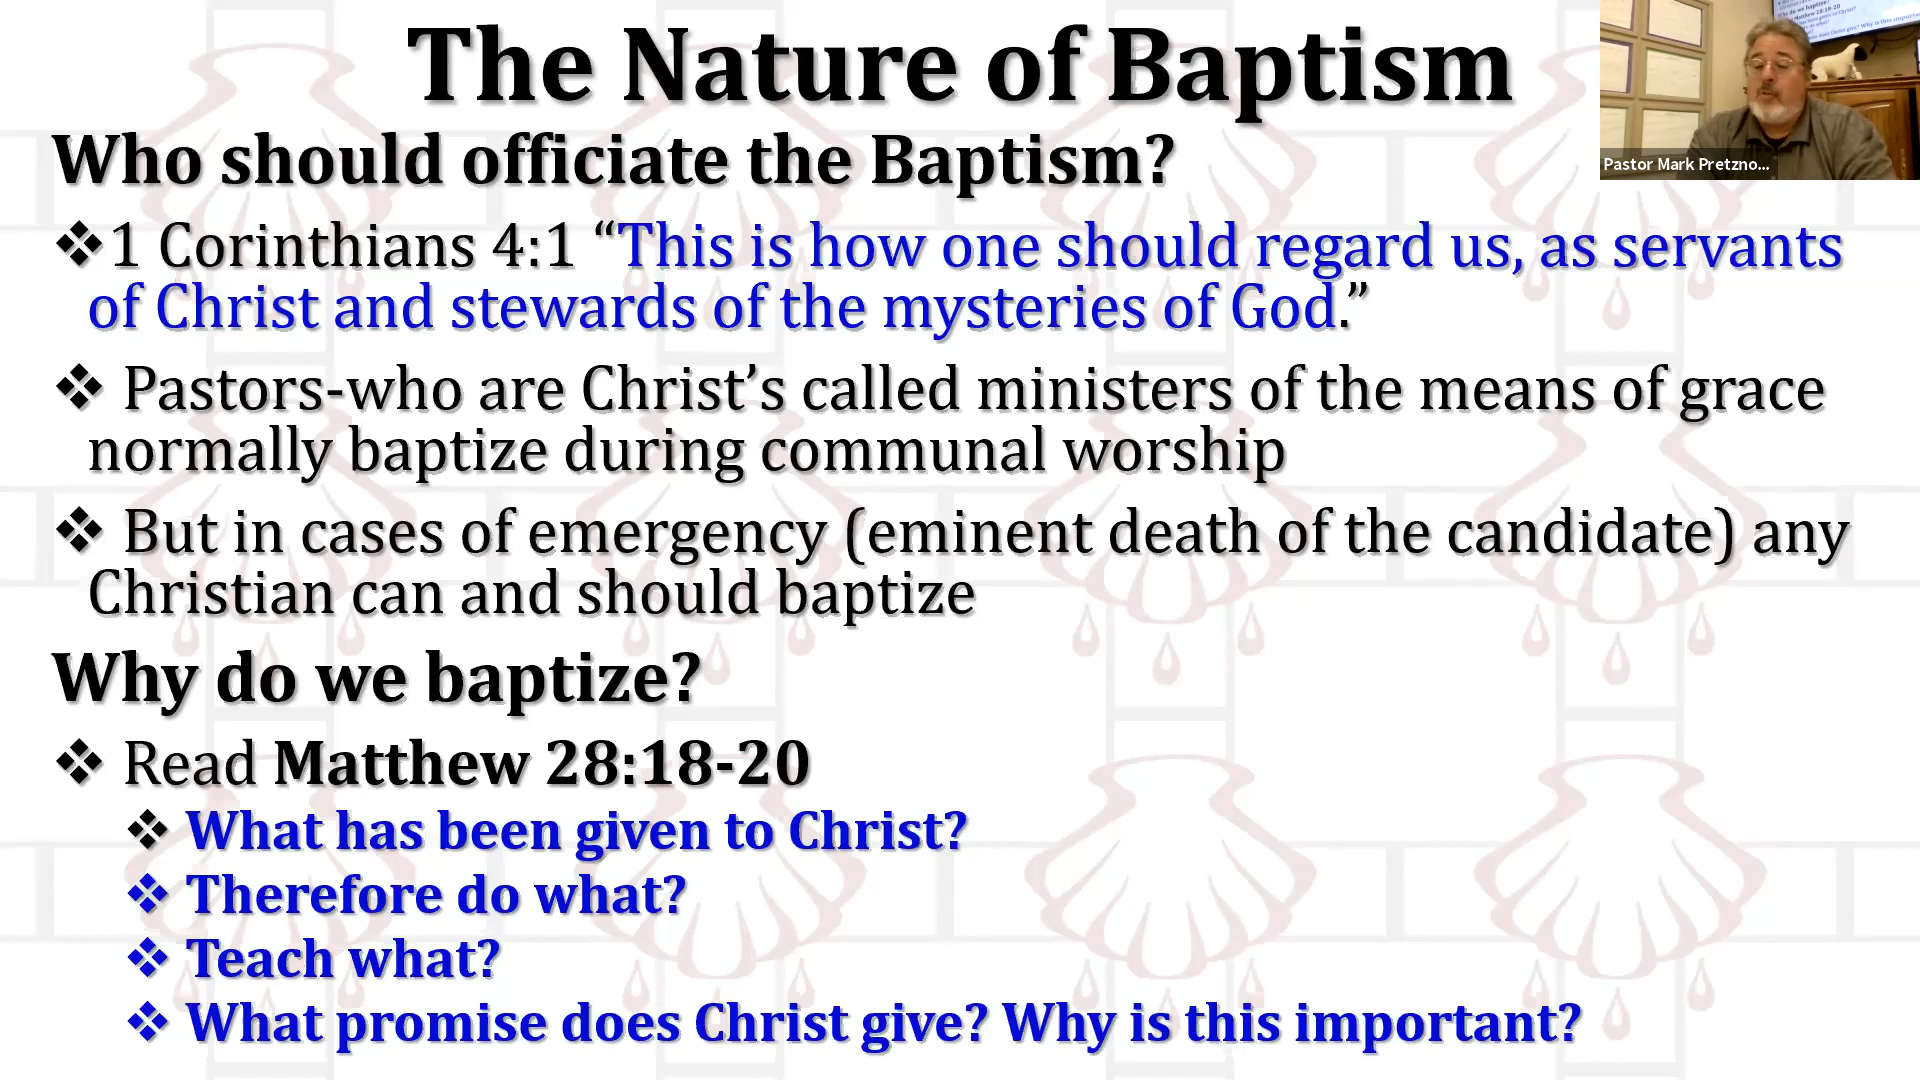 The Nature of Baptism
Who should officiate the Baptism?
❖1 Corinthians 4:1 “This is how one should regard us, as servants
of Christ and stewards of the mysteries of God.”
❖ Pastors-who are Christ’s called ministers of the means of grace
normally baptize during communal worship
❖ But in cases of emergency (eminent death of the candidate) any
Christian can and should baptize
Why do we baptize?
❖ Read Matthew 28:18-20
❖ What has been given to Christ?
❖ Therefore do what?
❖ Teach what?
❖ What promise does Christ give? Why is this important?
Pastor Mark Pretzno...